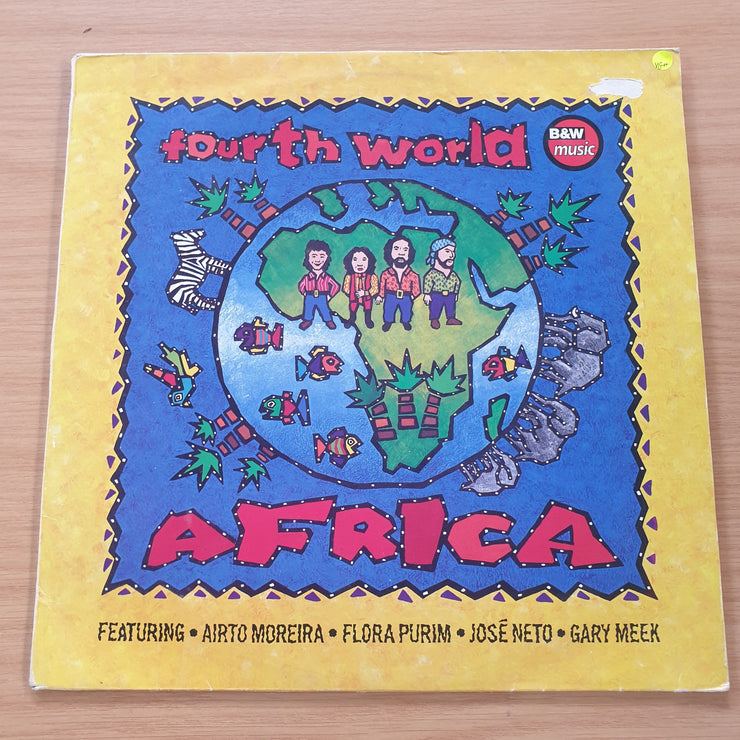 fourth world
B&W
music
AFRICA
FEATURING • AIRTO MOREIRA • FLORA PURIM • JOSÉ NETO • GARY MEEK